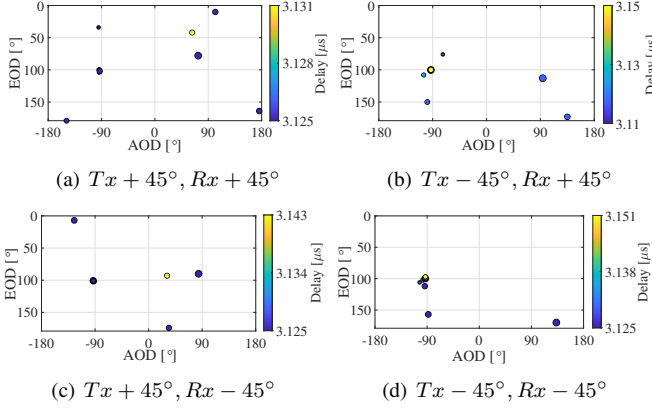 0
50
100
150
EOD [°]
-180 -90 0 90 180
AOD [°]
3.131
3.128
3.125
Delay [μs]
(a) Tx + 45°, Rx + 45°
0
50
100
150
EOD [°]
-180 -90 0 90 180
AOD [°]
3.15
3.13
3.11
Delay [μs]
(b) Tx − 45°, Rx + 45°
0
50
100
150
EOD [°]
-180 -90 0 90 180
AOD [°]
3.143
3.134
3.125
Delay [μs]
(c) Tx + 45°, Rx − 45°
0
50
100
150
EOD [°]
-180 -90 0 90 180
AOD [°]
3.151
3.138
3.125
Delay [μs]
(d) Tx − 45°, Rx − 45°